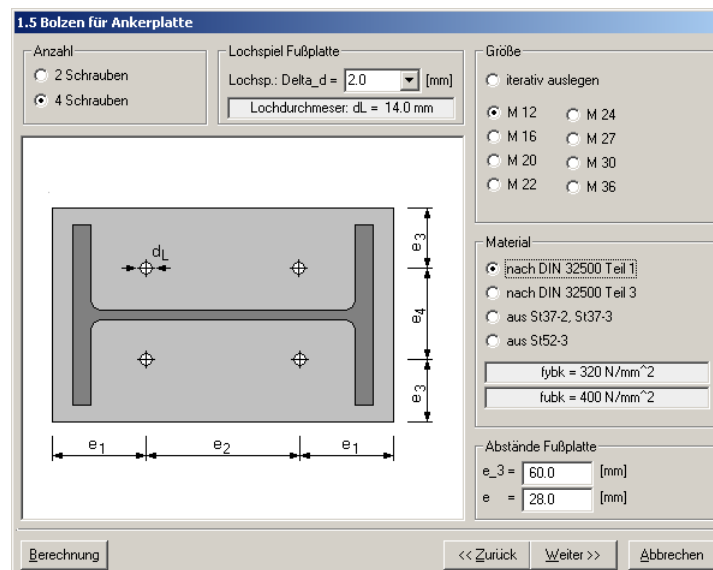 1.5 Bolzen für Ankerplatte
Anzahl
2 Schrauben
4 Schrauben
Lochspiel Fußplatte
Lochsp.: Delta_d = 2.0 [mm]
Lochdurchmeser: dL = 14.0 mm
Größe
iterativ auslegen
M 12 M 24
M 16 M 27
M 20 M 30
M 22 M 36
dL
e3
e4
e3
e1 e2 e1
Material
nach DIN 32500 Teil 1
nach DIN 32500 Teil 3
aus St37-2, St37-3
aus St52-3
fybk = 320 N/mm^2
fubk = 400 N/mm^2
Abstände Fußplatte
e_3 = 60.0 [mm]
e = 28.0 [mm]
Berechnung << Zurück Weiter >> Abbrechen